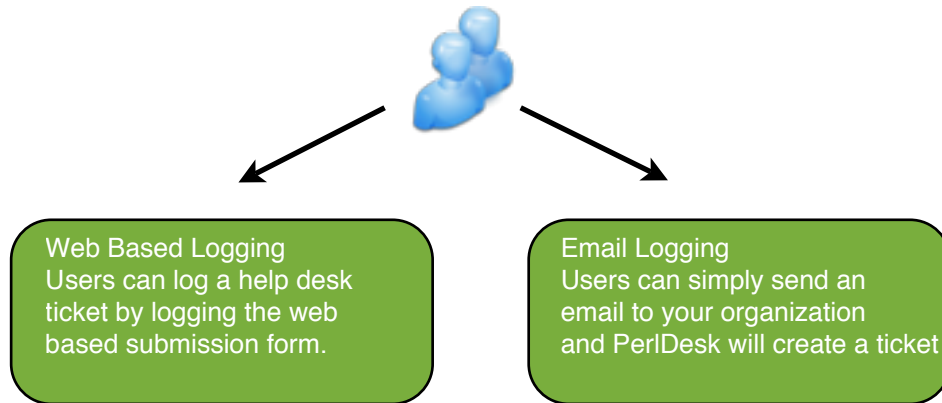 Web Based Logging
Users can log a help desk
ticket by logging the web
based submission form.
Email Logging
Users can simply send an
email to your organization
and PerlDesk will create a ticket